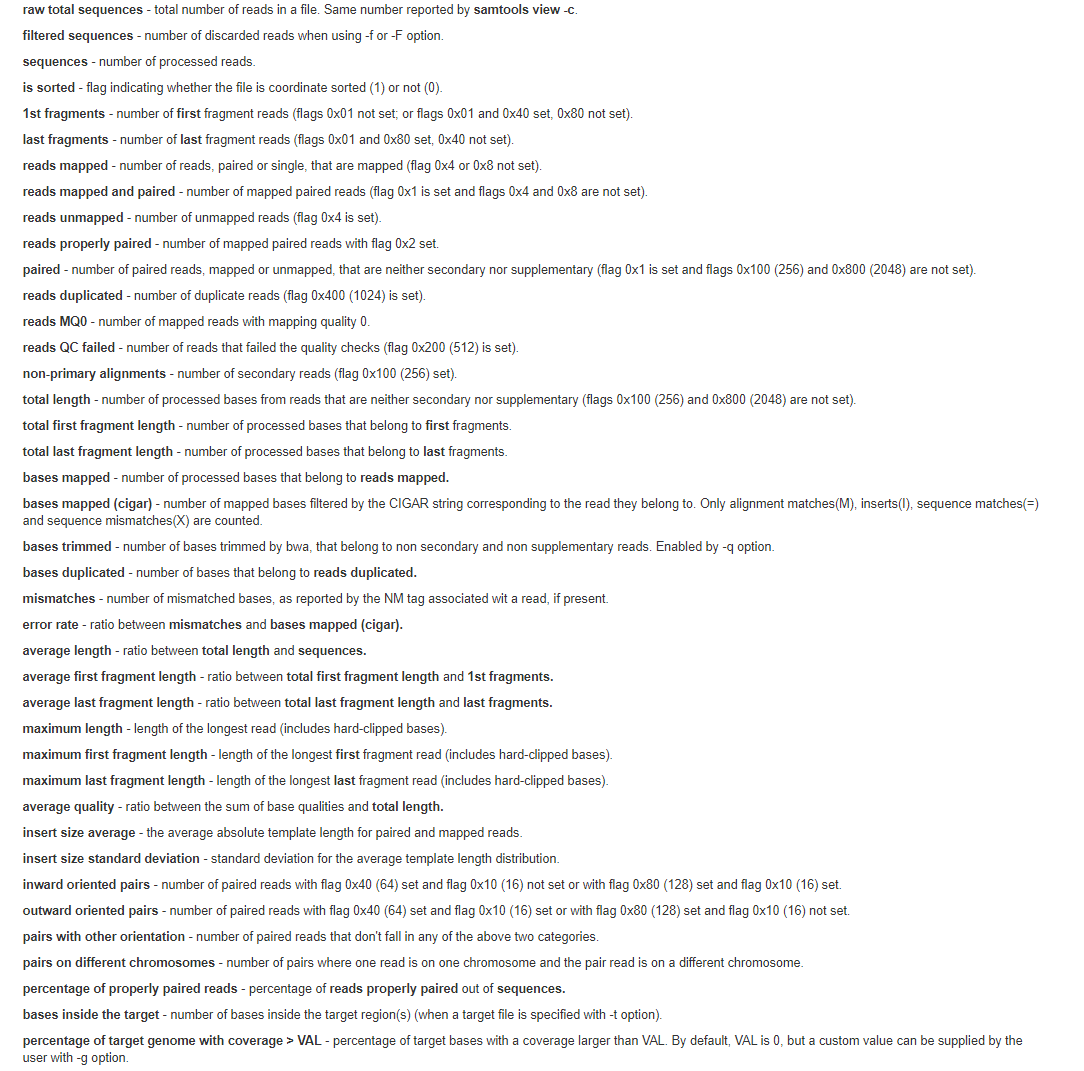 raw total sequences - total number of reads in a file. Same number reported by samtools view -c.
filtered sequences - number of discarded reads when using -f or -F option.
sequences - number of processed reads.
is sorted - flag indicating whether the file is coordinate sorted (1) or not (0).
1st fragments - number of first fragment reads (flags 0x01 not set; or flags 0x01 and 0x40 set, 0x80 not set).
last fragments - number of last fragment reads (flags 0x01 and 0x80 set, 0x40 not set).
reads mapped - number of reads, paired or single, that are mapped (flag 0x4 or 0x8 not set).
reads mapped and paired - number of mapped paired reads (flag 0x1 is set and flags 0x4 and 0x8 are not set).
reads unmapped - number of unmapped reads (flag 0x4 is set).
reads properly paired - number of mapped paired reads with flag 0x2 set.
paired - number of paired reads, mapped or unmapped, that are neither secondary nor supplementary (flag 0x1 is set and flags 0x100 (256) and 0x800 (2048) are not set).
reads duplicated - number of duplicate reads (flag 0x400 (1024) is set).
reads MQ0 - number of mapped reads with mapping quality 0.
reads QC failed - number of reads that failed the quality checks (flag 0x200 (512) is set).
non-primary alignments - number of secondary reads (flag 0x100 (256) set).
total length - number of processed bases from reads that are neither secondary nor supplementary (flags 0x100 (256) and 0x800 (2048) are not set).
total first fragment length - number of processed bases that belong to first fragments.
total last fragment length - number of processed bases that belong to last fragments.
bases mapped - number of processed bases that belong to reads mapped.
bases mapped (cigar) - number of mapped bases filtered by the CIGAR string corresponding to the read they belong to. Only alignment matches(M), inserts(I), sequence matches(=)
and sequence mismatches(X) are counted.
bases trimmed - number of bases trimmed by bwa, that belong to non secondary and non supplementary reads. Enabled by -q option.
bases duplicated - number of bases that belong to reads duplicated.
mismatches - number of mismatched bases, as reported by the NM tag associated wit a read, if present.
error rate - ratio between mismatches and bases mapped (cigar).
average length - ratio between total length and sequences.
average first fragment length - ratio between total first fragment length and 1st fragments.
average last fragment length - ratio between total last fragment length and last fragments.
maximum length - length of the longest read (includes hard-clipped bases).
maximum first fragment length - length of the longest first fragment read (includes hard-clipped bases).
maximum last fragment length - length of the longest last fragment read (includes hard-clipped bases).
average quality - ratio between the sum of base qualities and total length.
insert size average - the average absolute template length for paired and mapped reads.
insert size standard deviation - standard deviation for the average template length distribution.
inward oriented pairs - number of paired reads with flag 0x40 (64) set and flag 0x10 (16) not set or with flag 0x80 (128) set and flag 0x10 (16) set.
outward oriented pairs - number of paired reads with flag 0x40 (64) set and flag 0x10 (16) set or with flag 0x80 (128) set and flag 0x10 (16) not set.
pairs with other orientation - number of paired reads that don't fall in any of the above two categories.
pairs on different chromosomes - number of pairs where one read is on one chromosome and the pair read is on a different chromosome.
percentage of properly paired reads - percentage of reads properly paired out of sequences.
bases inside the target - number of bases inside the target region(s) (when a target file is specified with -t option).
percentage of target genome with coverage > VAL - percentage of target bases with a coverage larger than VAL. By default, VAL is 0, but a custom value can be supplied by the
user with -g option.